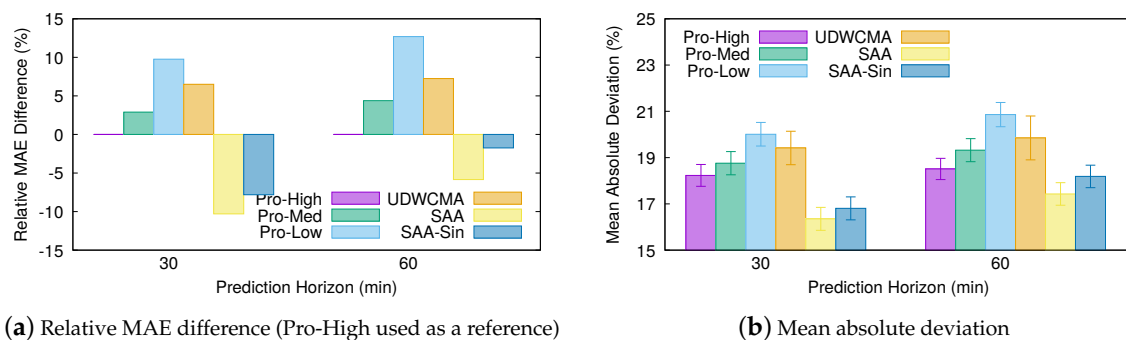 Relative MAE Difference (%)
15
10
5
0
-5
-10
-15
Pro-High
Pro-Med
Pro-Low
UDWCMA
SAA
SAA-Sin
30
60
Prediction Horizon (min)
(a) Relative MAE difference (Pro-High used as a reference)
Mean Absolute Deviation (%)
25
23
21
19
17
15
Pro-High
Pro-Med
Pro-Low
UDWCMA
SAA
SAA-Sin
30
60
Prediction Horizon (min)
(b) Mean absolute deviation